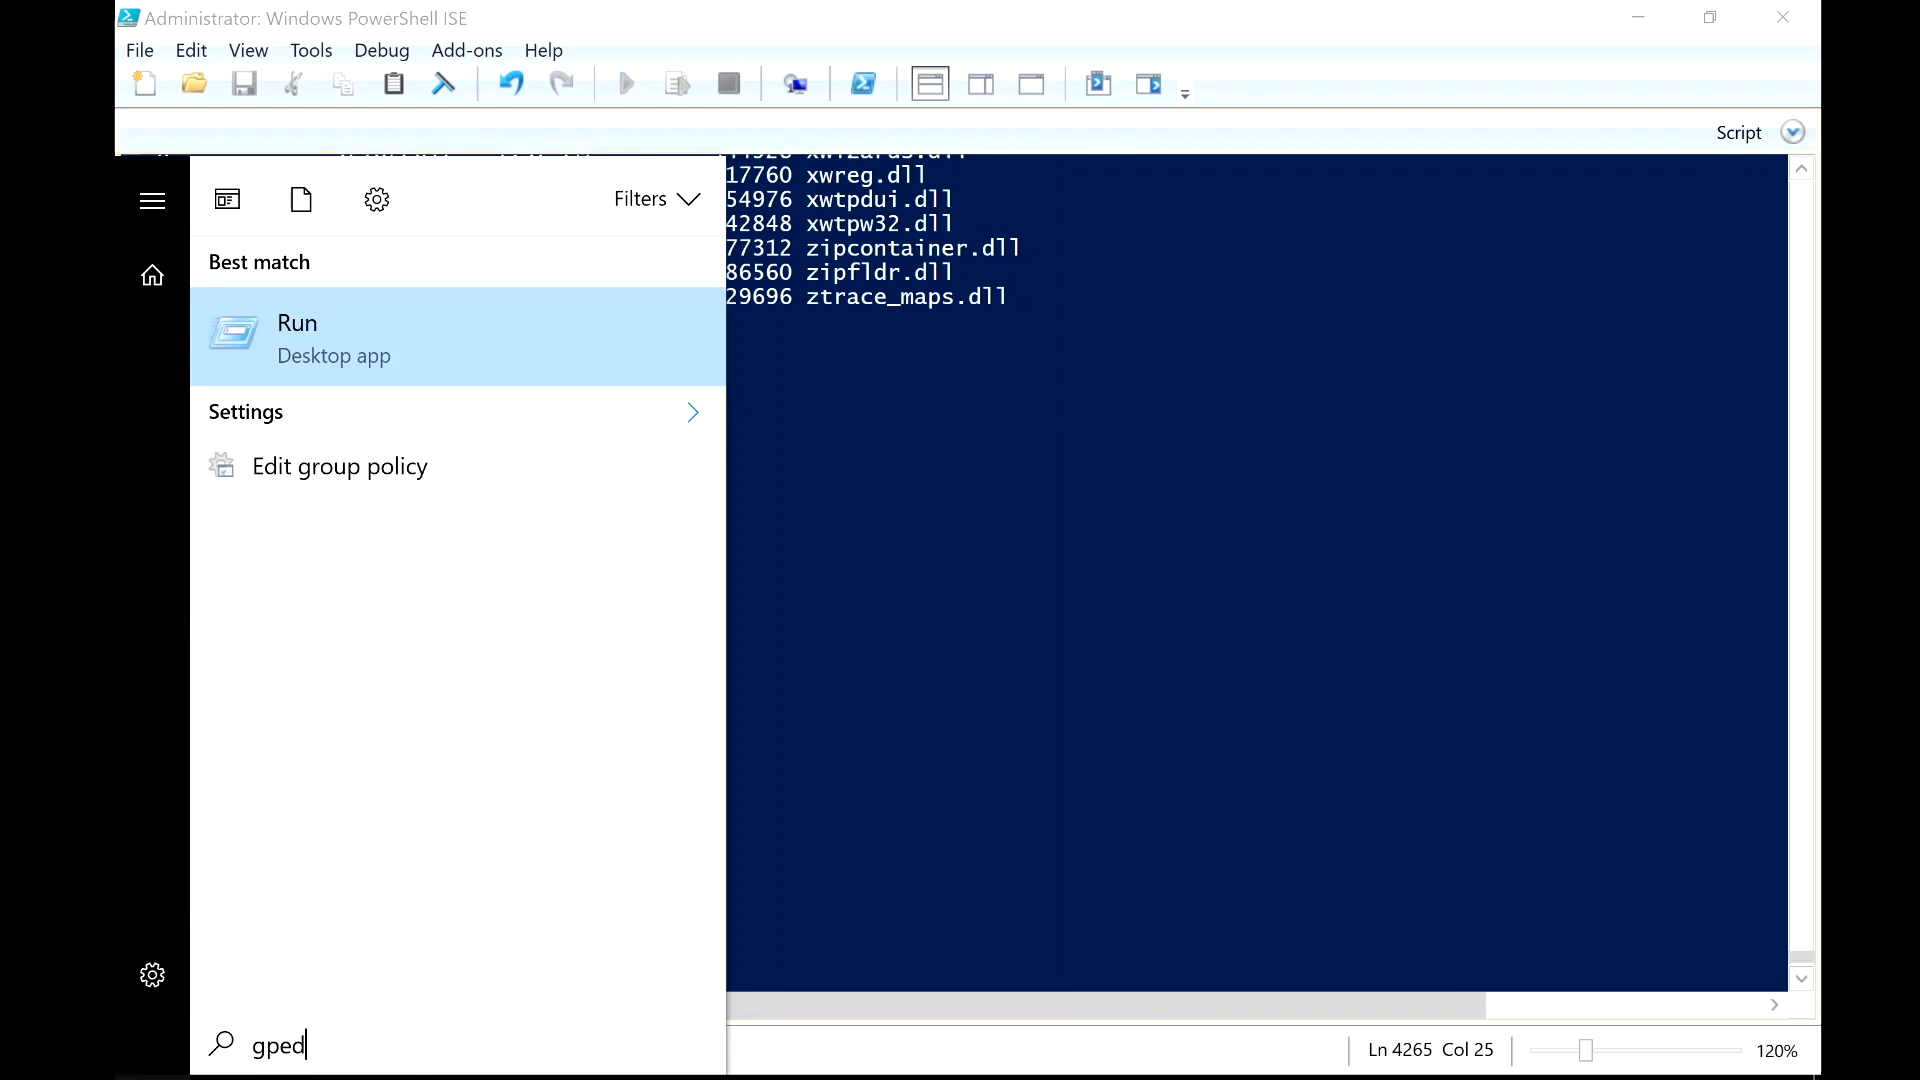 Administrator: Windows PowerShell ISE
File Edit View Tools Debug Add-ons Help
Script
Filters
Best match
Run
Desktop app
Settings
Edit group policy
gped
17760 xwreg.dll
54976 xwtpdui.dll
42848 xwtpw32.dll
77312 zipcontainer.dll
86560 zipfldr.dll
29696 ztrace_maps.dll
Ln 4265 Col 25
120%